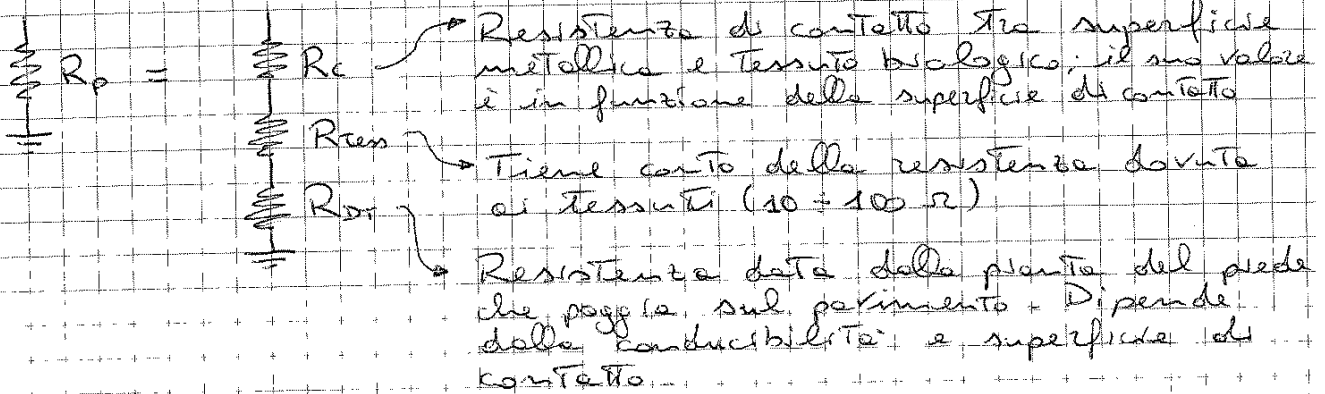 Rp = Rc → Resistenza di contatto tra superficie
metallica e tessuto biologico; il suo valore
è in funzione della superficie di contatto
RTess → Tiene conto della resistenza dovuta
ai tessuti (10 ÷ 100 Ω)
RDT → Resistenza data dalla pianta del piede
che poggia sul pavimento. Dipende
dalla conducibilità e superficie di
contatto